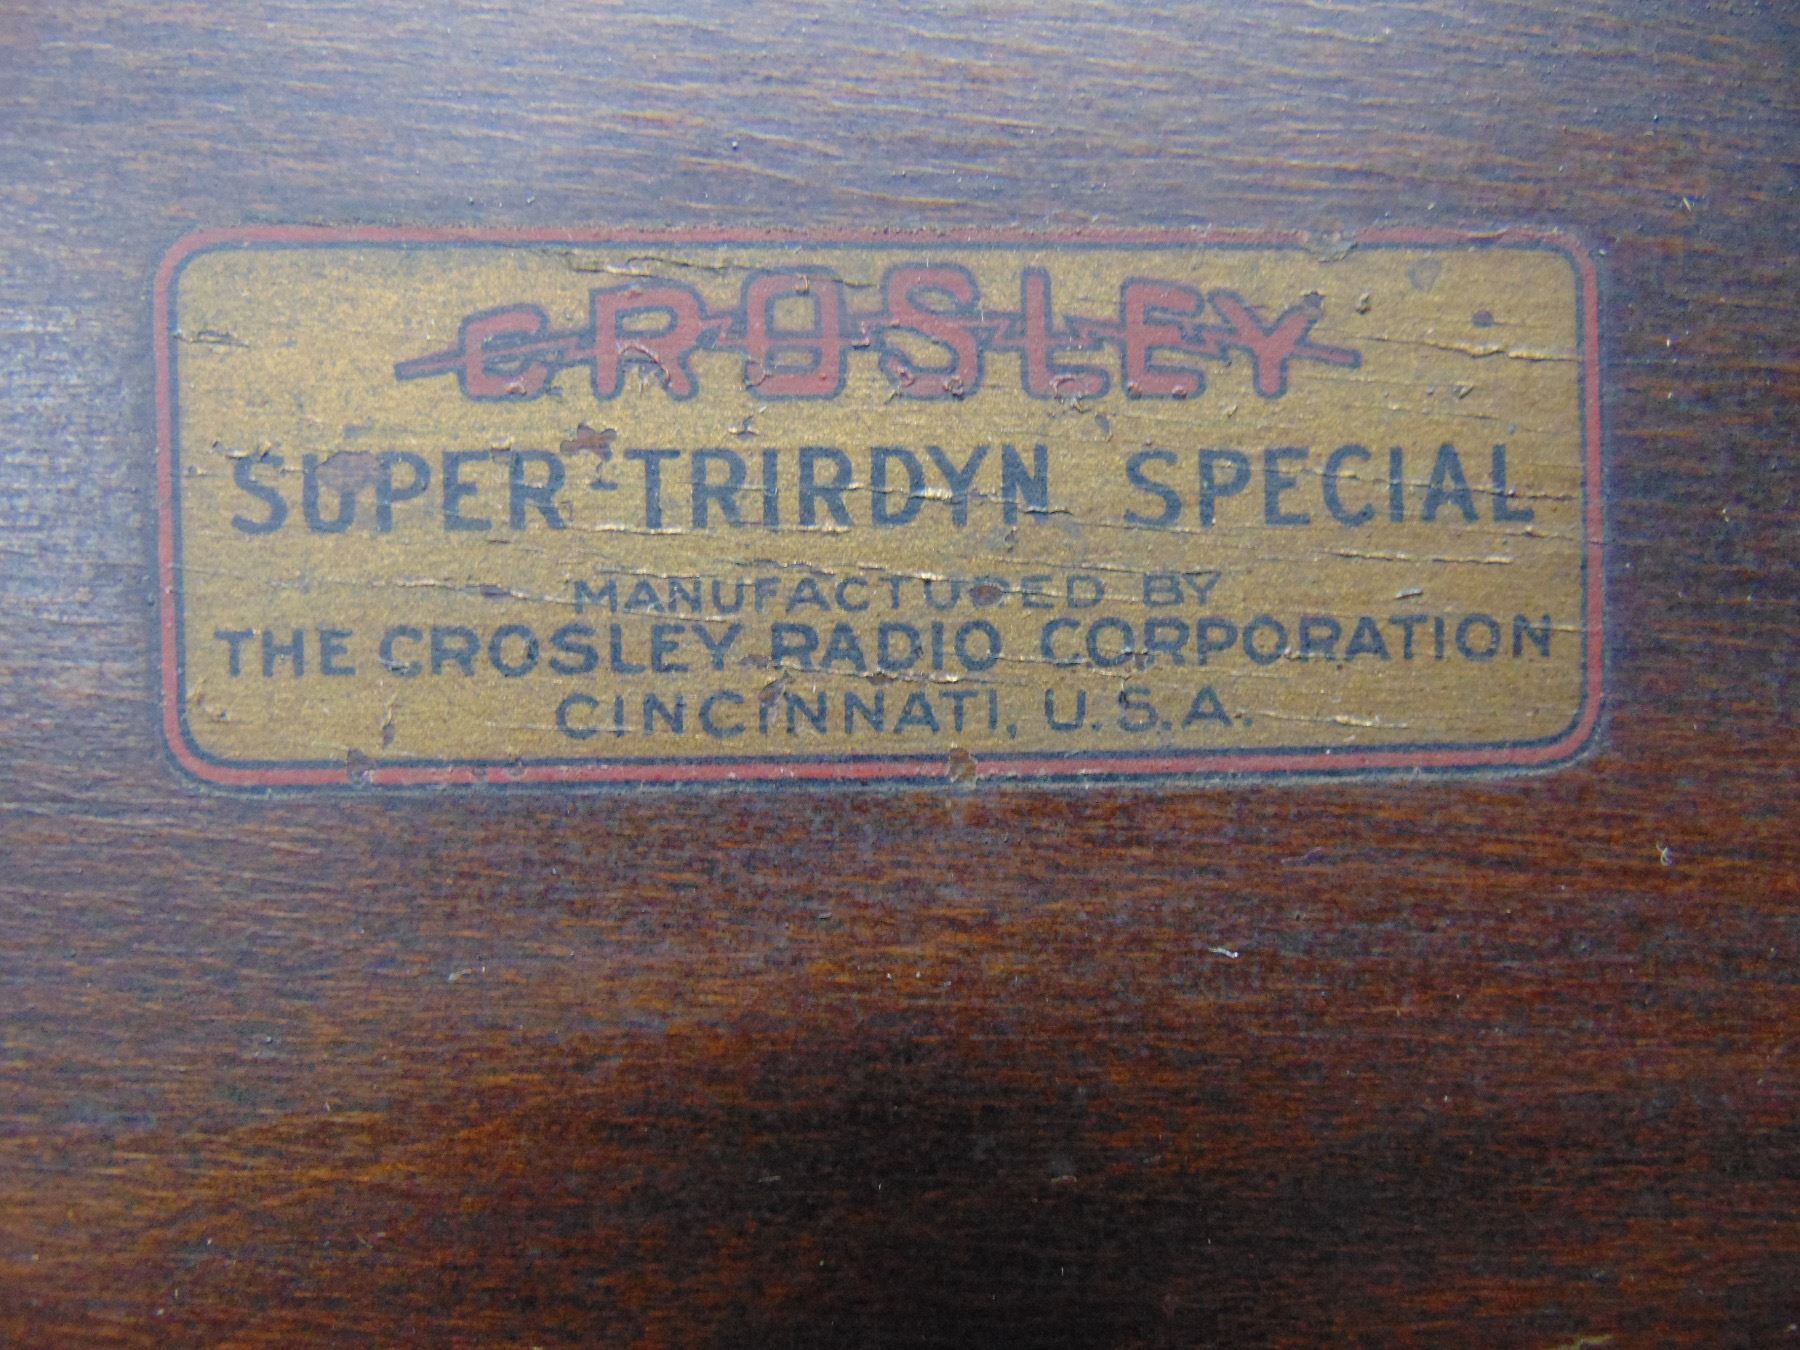 CROSLEY
SUPER-TRIRDYN SPECIAL
MANUFACTURED BY
THE CROSLEY RADIO CORPORATION
CINCINNATI, U.S.A.